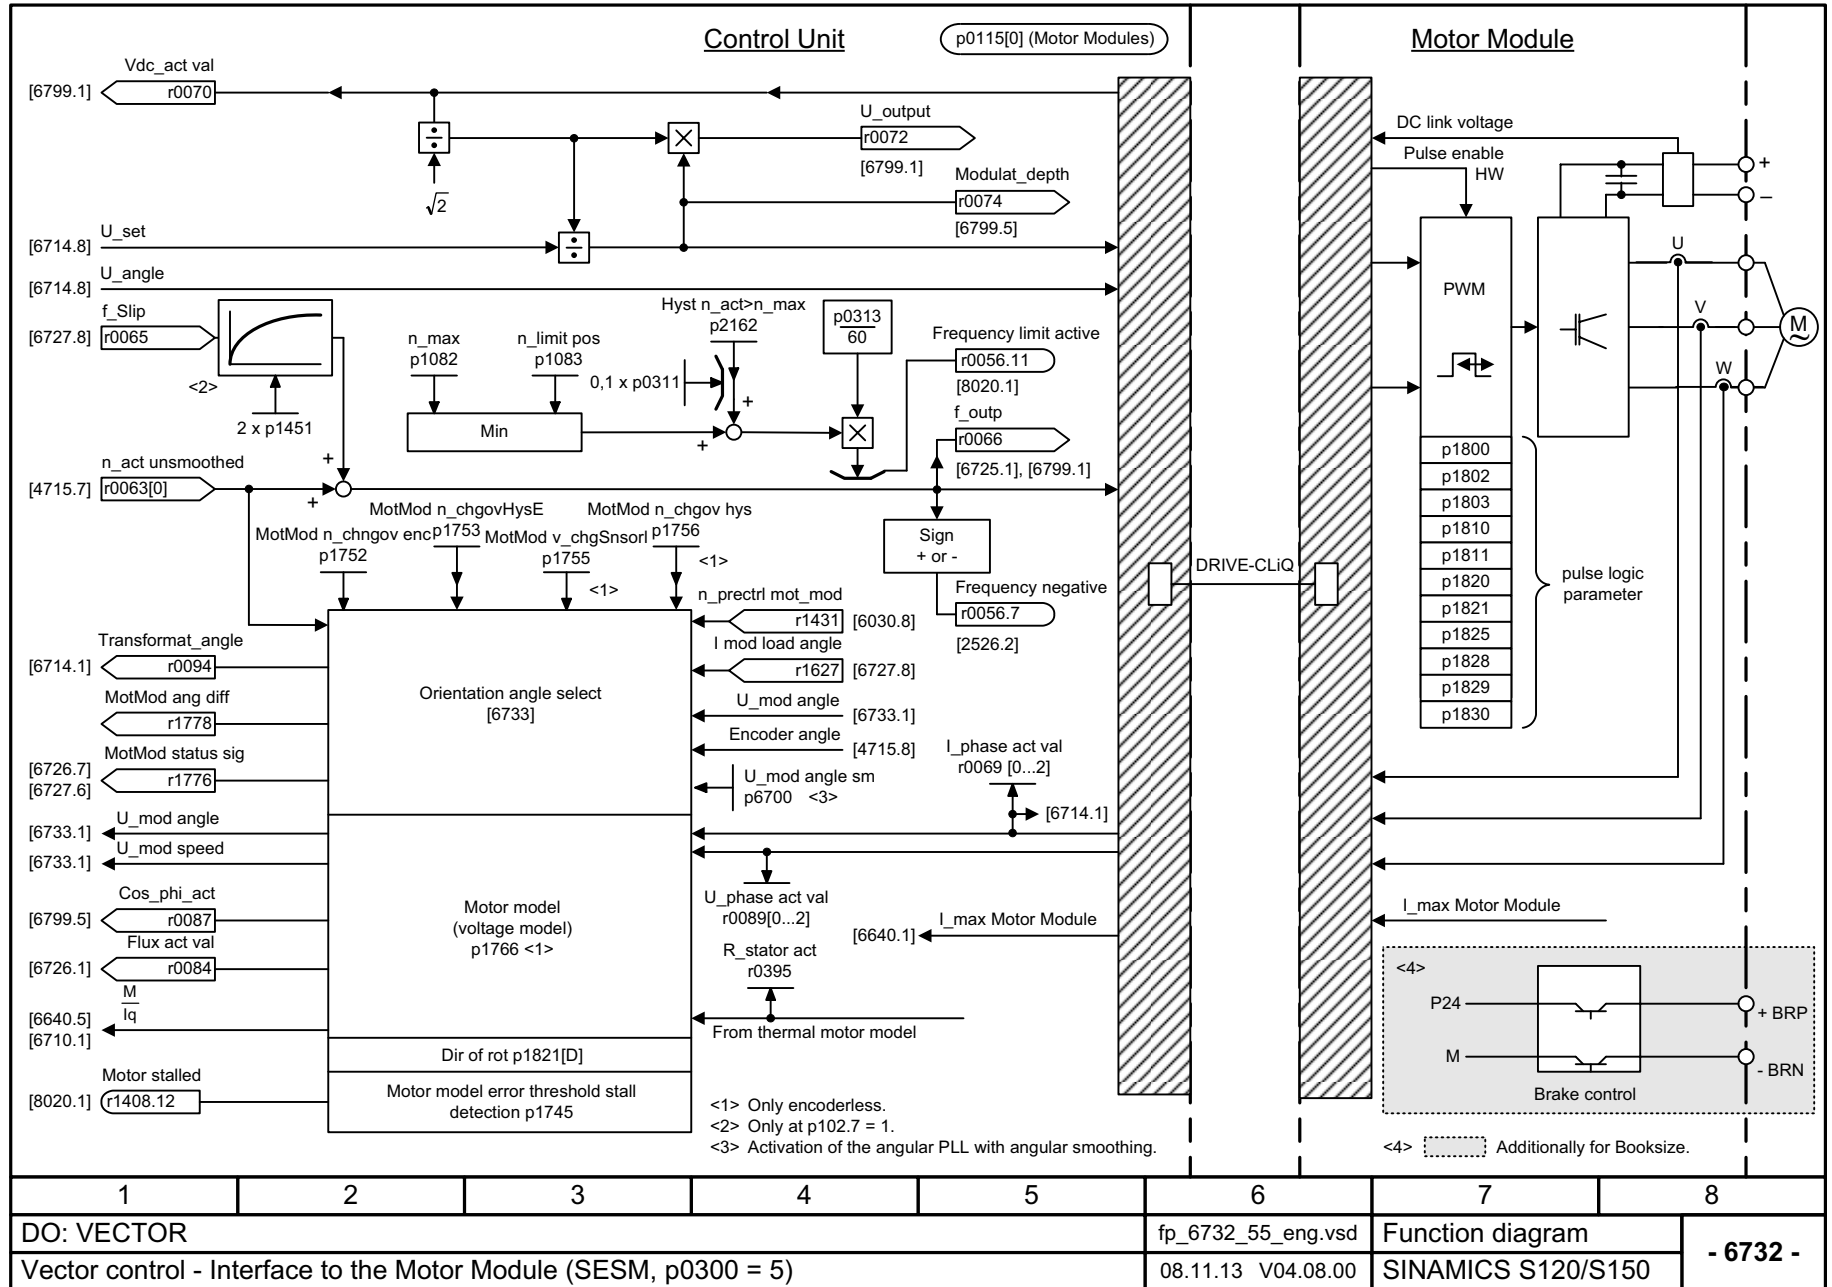 Control Unit
p0115[0] (Motor Modules)
Motor Module
Vdc_act val
[6799.1]
r0070
U_output
r0072
[6799.1]
√2
Modulat_depth
r0074
[6799.5]
DC link voltage
Pulse enable
HW
+
–
U_set
[6714.8]
U_angle
[6714.8]
f_Slip
[6727.8]
r0065
<2>
2 x p1451
n_max
p1082
n_limit pos
p1083
Min
Hyst n_act>n_max
p2162
0,1 x p0311
p0313
60
Frequency limit active
r0056.11
[8020.1]
f_outp
r0066
[6725.1], [6799.1]
+
+
+
+
n_act unsmoothed
[4715.7]
r0063[0]
PWM
U
V
W
M
~
MotMod n_chgovHysE
p1753
MotMod n_chgov hys
p1756
MotMod n_chngov enc
p1752
MotMod v_chgSnsorl
p1755
<1>
<1>
Sign
+ or -
Frequency negative
r0056.7
[2526.2]
DRIVE-CLiQ
p1800
p1802
p1803
p1810
p1811
p1820
p1821
p1825
p1828
p1829
p1830
pulse logic
parameter
n_prectrl mot_mod
r1431
[6030.8]
I mod load angle
r1627
[6727.8]
U_mod angle
[6733.1]
Encoder angle
[4715.8]
U_mod angle sm
p6700 <3>
Transformat_angle
[6714.1]
r0094
MotMod ang diff
r1778
MotMod status sig
[6726.7]
[6727.6]
r1776
Orientation angle select
[6733]
I_phase act val
r0069 [0...2]
[6714.1]
U_mod angle
[6733.1]
U_mod speed
[6733.1]
Cos_phi_act
[6799.5]
r0087
Flux act val
[6726.1]
r0084
M
Iq
[6640.5]
[6710.1]
Motor model
(voltage model)
p1766 <1>
U_phase act val
r0089[0...2]
I_max Motor Module
[6640.1]
R_stator act
r0395
From thermal motor model
I_max Motor Module
Dir of rot p1821[D]
Motor stalled
[8020.1]
r1408.12
Motor model error threshold stall
detection p1745
<4>
P24
+ BRP
M
- BRN
Brake control
<1> Only encoderless.
<2> Only at p102.7 = 1.
<3> Activation of the angular PLL with angular smoothing.
<4> Additionally for Booksize.
1 2 3 4 5 6 7 8
DO: VECTOR
fp_6732_55_eng.vsd
Function diagram
- 6732 -
Vector control - Interface to the Motor Module (SESM, p0300 = 5)
08.11.13 V04.08.00
SINAMICS S120/S150